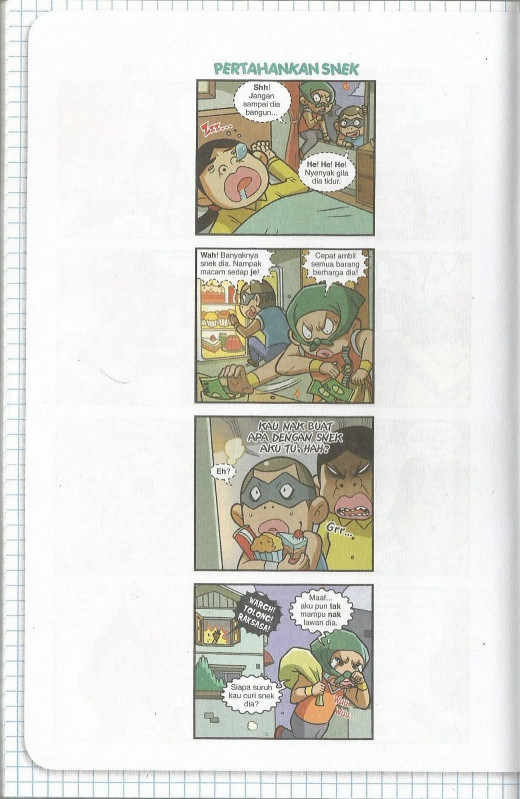 PERTAHANKAN SNEK
Shh!
Jangan
sampai dia
bangun...
Zzz...
He! He! He!
Nyenyak gila
dia tidur.
Wah! Banyaknya
snek dia. Nampak
macam sedap je!
Cepat ambil
semua barang
berharga dia!
KAU NAK BUAT
APA DENGAN SNEK
AKU TU, HAH?
Eh?
Grr...
WARGH!
TOLONG!
RAKSASA!
Maaf...
aku pun tak
mampu nak
lawan dia.
Siapa suruh
kau curi snek
dia?